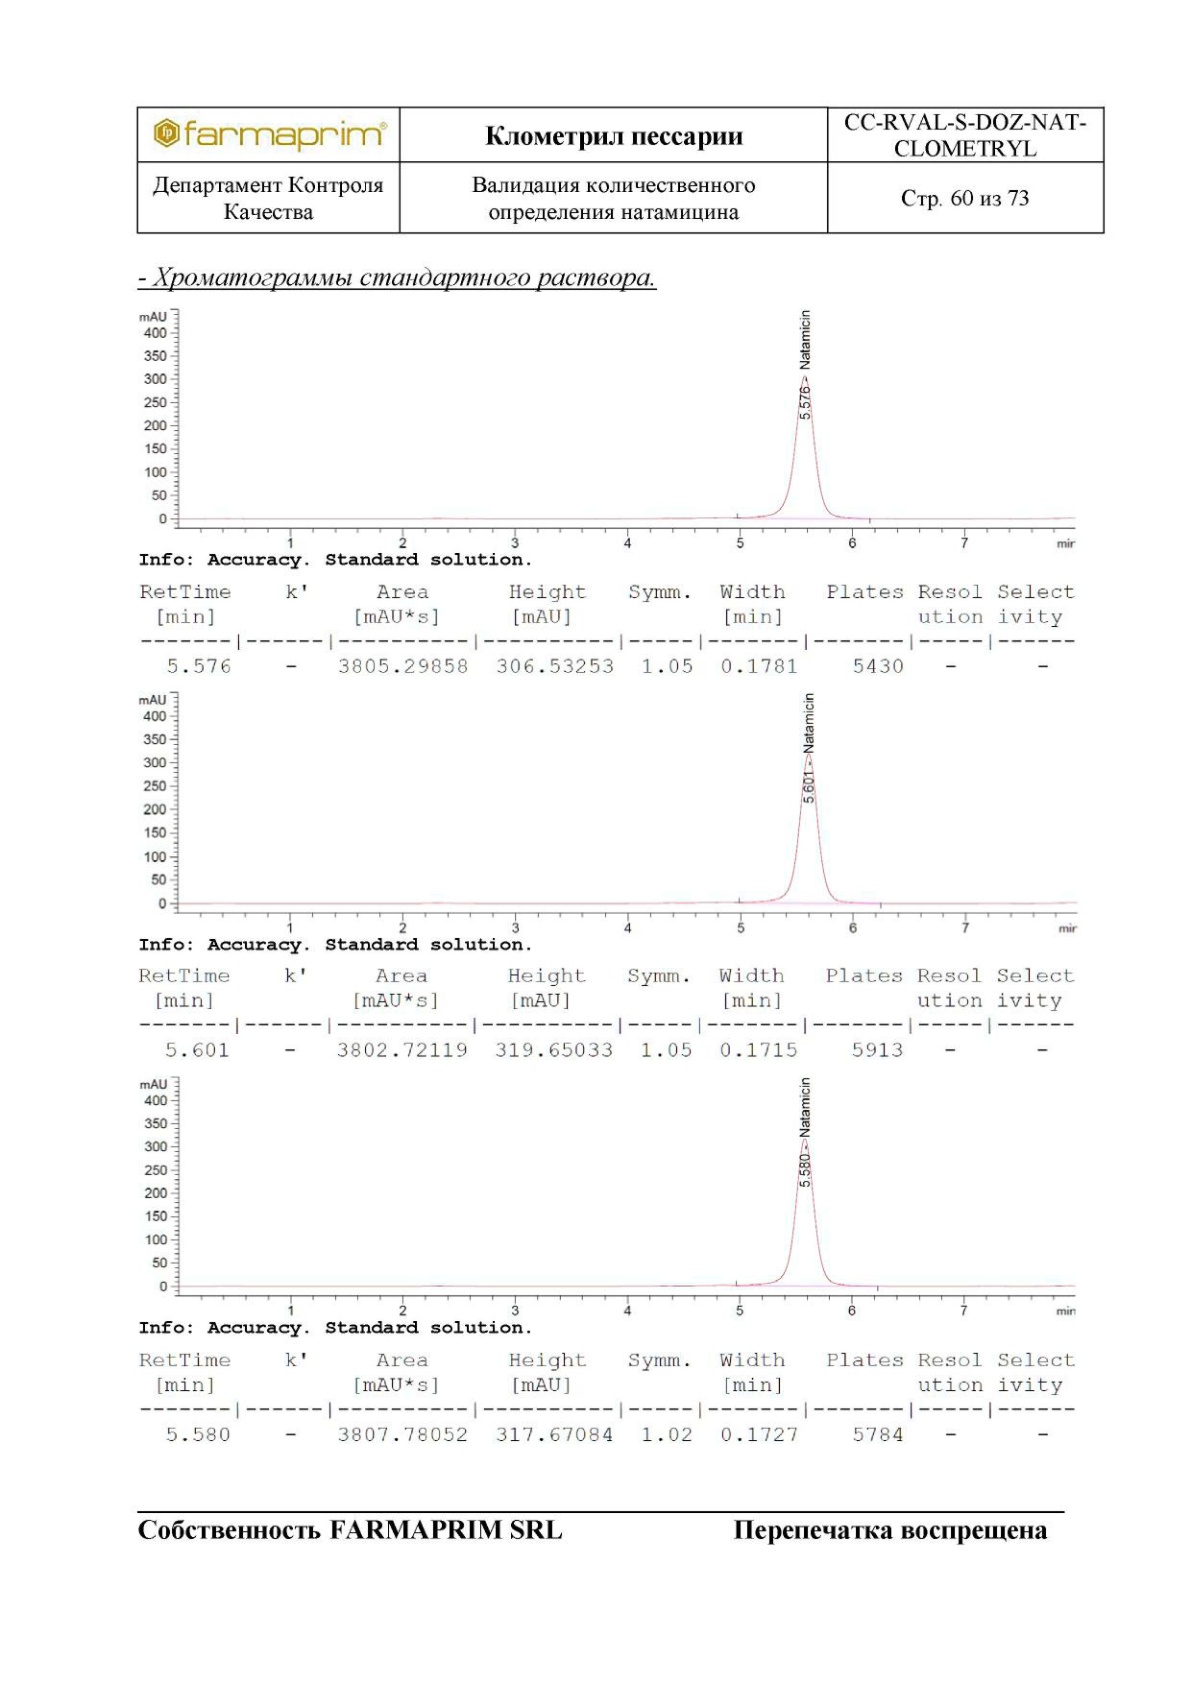 farmaprim®
Клометрил пессарии
CC-RVAL-S-DOZ-NAT-
CLOMETRYL
Департамент Контроля
Качества
Валидация количественного
определения натамицина
Стр. 60 из 73
- Хроматограммы стандартного раствора.
mAU
400
350
300
250
200
150
100
50
0
5.576 - Natamicin
1 2 3 4 5 6 7 min
Info: Accuracy. Standard solution.
RetTime k' Area Height Symm. Width Plates Resol Select
[min] [mAU*s] [mAU] [min] ution ivity
-------|------|----------|----------|-----|-------|-------|-----|------
5.576 - 3805.29858 306.53253 1.05 0.1781 5430 - -
mAU
400
350
300
250
200
150
100
50
0
5.601 - Natamicin
1 2 3 4 5 6 7 min
Info: Accuracy. Standard solution.
RetTime k' Area Height Symm. Width Plates Resol Select
[min] [mAU*s] [mAU] [min] ution ivity
-------|------|----------|----------|-----|-------|-------|-----|------
5.601 - 3802.72119 319.65033 1.05 0.1715 5913 - -
mAU
400
350
300
250
200
150
100
50
0
5.580 - Natamicin
1 2 3 4 5 6 7 min
Info: Accuracy. Standard solution.
RetTime k' Area Height Symm. Width Plates Resol Select
[min] [mAU*s] [mAU] [min] ution ivity
-------|------|----------|----------|-----|-------|-------|-----|------
5.580 - 3807.78052 317.67084 1.02 0.1727 5784 - -
Собственность FARMAPRIM SRL Перепечатка воспрещена